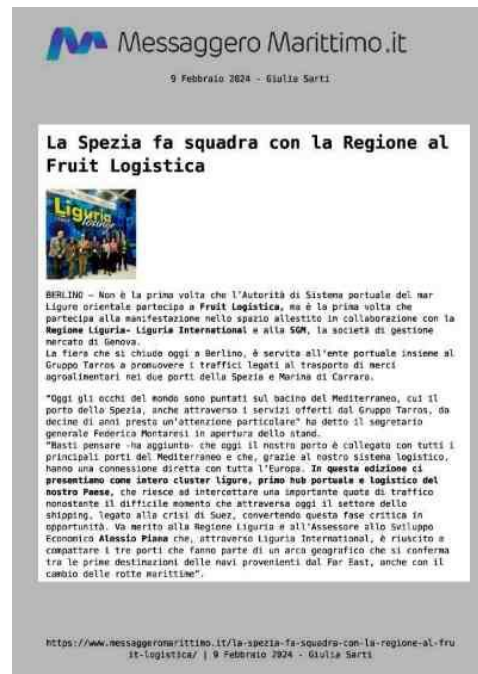 Messaggero Marittimo.it
9 Febbraio 2024 - Giulia Sarti
La Spezia fa squadra con la Regione al
Fruit Logistica
Liguria
lounge
BERLINO – Non è la prima volta che l'Autorità di Sistema portuale del mar
Ligure orientale partecipa a Fruit Logistica, ma è la prima volta che
partecipa alla manifestazione nello spazio allestito in collaborazione con la
Regione Liguria- Liguria International e alla SGM, la società di gestione
mercato di Genova.
La fiera che si chiude oggi a Berlino, è servita all'ente portuale insieme al
Gruppo Tarros a promuovere i traffici legati al trasporto di merci
agroalimentari nei due porti della Spezia e Marina di Carrara.
"Oggi gli occhi del mondo sono puntati sul bacino del Mediterraneo, cui il
porto della Spezia, anche attraverso i servizi offerti dal Gruppo Tarros, da
decine di anni presta un'attenzione particolare" ha detto il segretario
generale Federica Montaresi in apertura dello stand.
"Basti pensare -ha aggiunto- che oggi il nostro porto è collegato con tutti i
principali porti del Mediterraneo e che, grazie al nostro sistema logistico,
hanno una connessione diretta con tutta l'Europa. In questa edizione ci
presentiamo come intero cluster ligure, primo hub portuale e logistico del
nostro Paese, che riesce ad intercettare una importante quota di traffico
nonostante il difficile momento che attraversa oggi il settore dello
shipping, legato alla crisi di Suez, convertendo questa fase critica in
opportunità. Va merito alla Regione Liguria e all'Assessore allo Sviluppo
Economico Alessio Piana che, attraverso Liguria International, è riuscito a
compattare i tre porti che fanno parte di un arco geografico che si conferma
tra le prime destinazioni delle navi provenienti dal Far East, anche con il
cambio delle rotte marittime".
https://www.messaggeromarittimo.it/la-spezia-fa-squadra-con-la-regione-al-fru
it-logistica/ | 9 Febbraio 2024 - Giulia Sarti